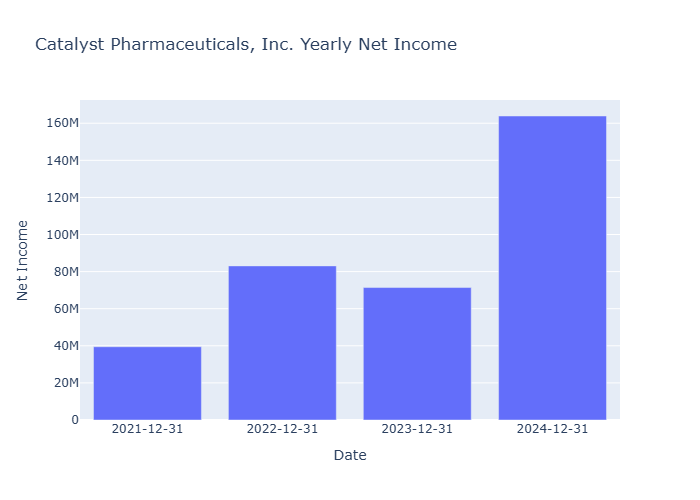 Catalyst Pharmaceuticals, Inc. Yearly Net Income
160M
140M
120M
100M
80M
60M
40M
20M
0
Net Income
2021-12-31 2022-12-31 2023-12-31 2024-12-31
Date